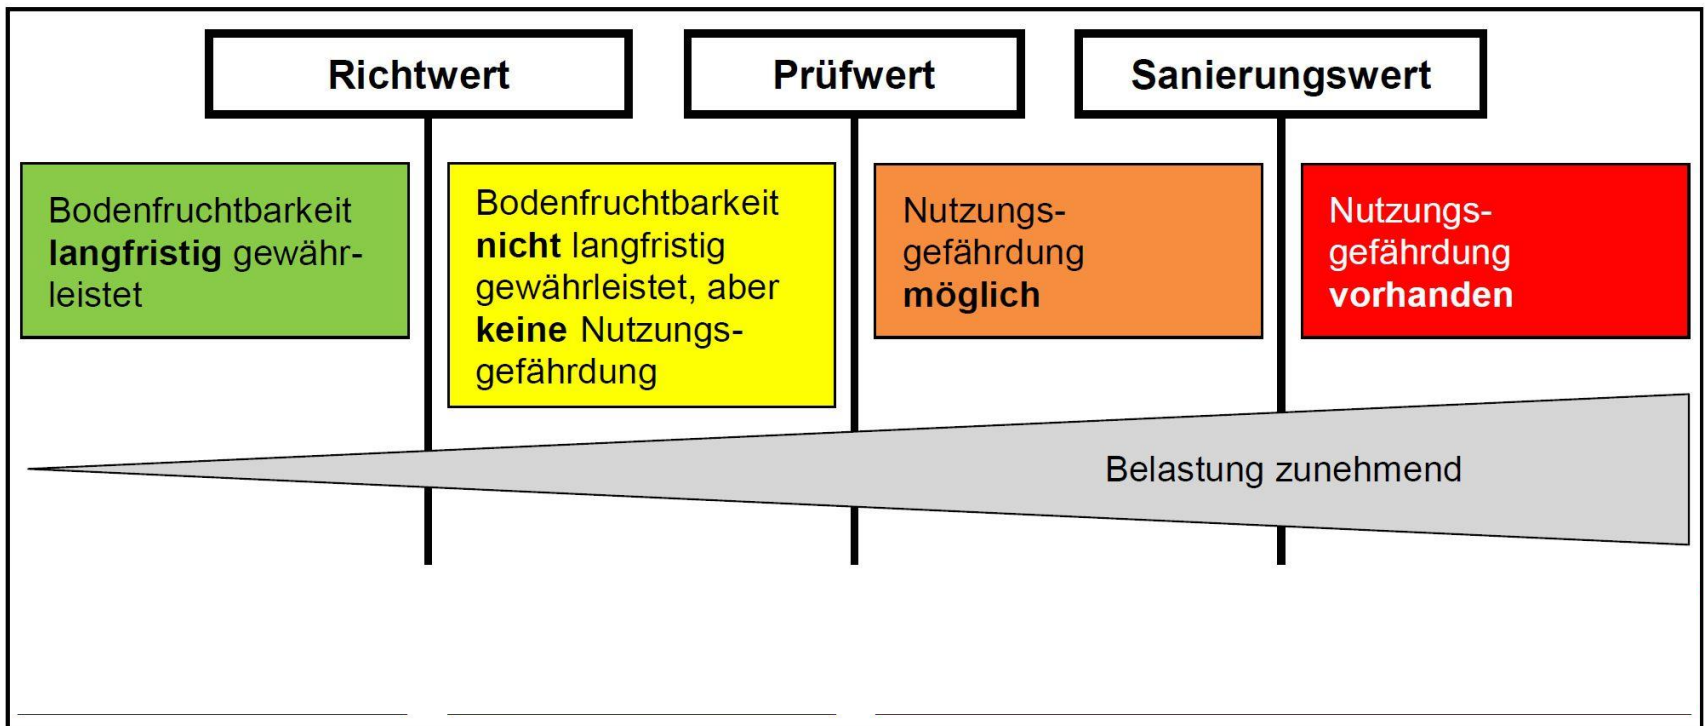 Richtwert
Prüfwert
Sanierungswert
Bodenfruchtbarkeit
langfristig gewähr-
leistet
Bodenfruchtbarkeit
nicht langfristig
gewährleistet, aber
keine Nutzungs-
gefährdung
Nutzungs-
gefährdung
möglich
Nutzungs-
gefährdung
vorhanden
Belastung zunehmend